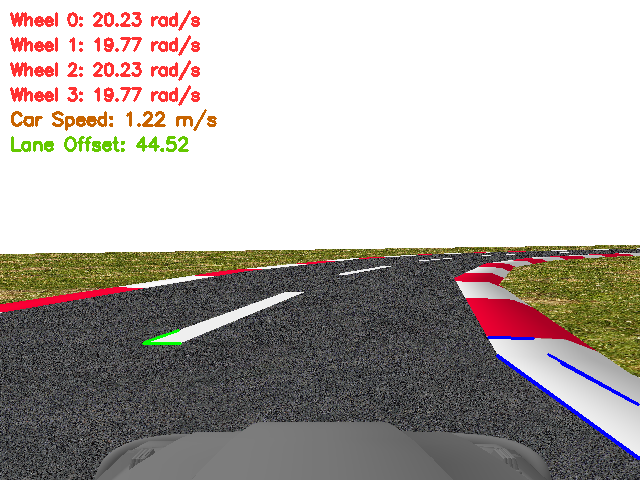 Wheel 0: 20.23 rad/s
Wheel 1: 19.77 rad/s
Wheel 2: 20.23 rad/s
Wheel 3: 19.77 rad/s
Car Speed: 1.22 m/s
Lane Offset: 44.52